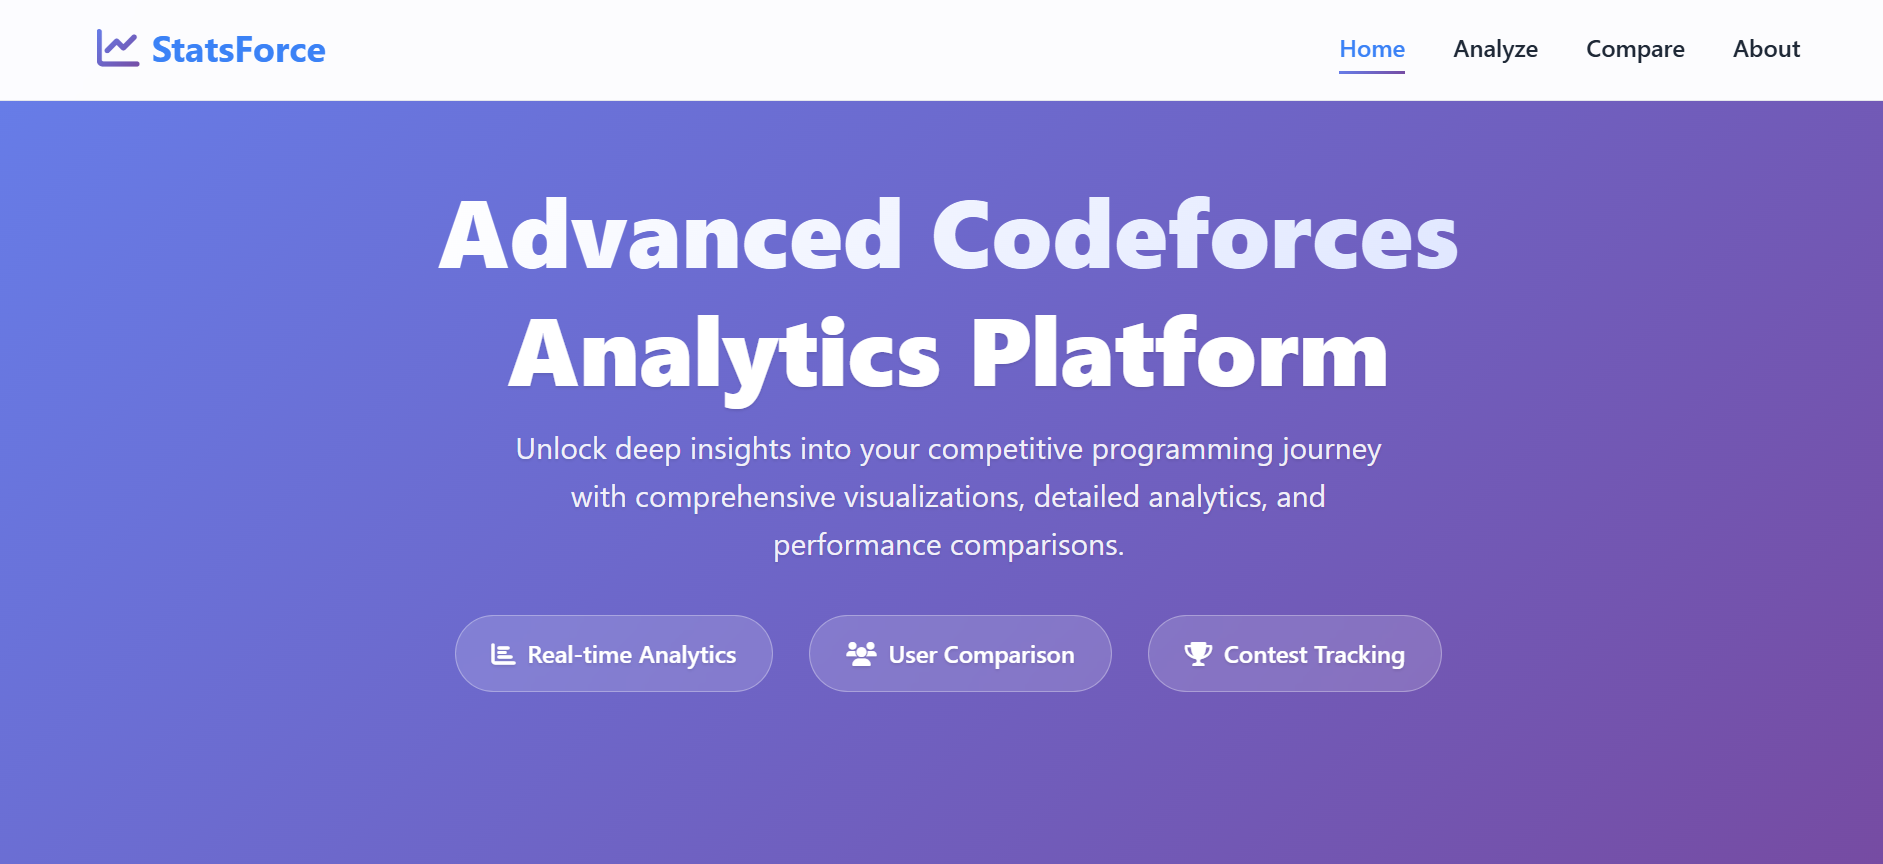 StatsForce
Home
Analyze
Compare
About
Advanced Codeforces
Analytics Platform
Unlock deep insights into your competitive programming journey
with comprehensive visualizations, detailed analytics, and
performance comparisons.
Real-time Analytics
User Comparison
Contest Tracking